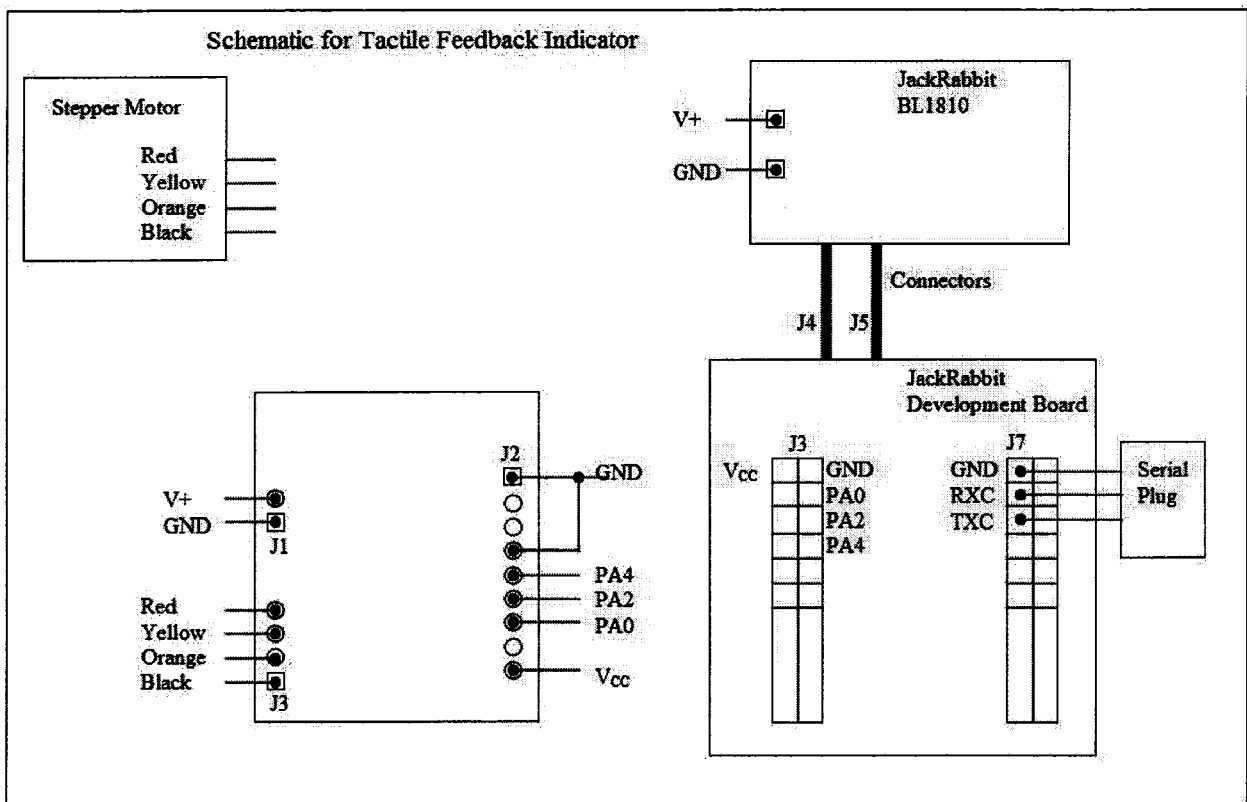 Schematic for Tactile Feedback Indicator
Stepper Motor
Red
Yellow
Orange
Black
JackRabbit
BL1810
V+
GND
Connectors
J4
J5
JackRabbit
Development Board
J3
J7
VCC
GND
PA0
PA2
PA4
GND
RXC
TXC
Serial
Plug
J2
GND
V+
GND
J1
PA4
PA2
PA0
VCC
Red
Yellow
Orange
Black
J3